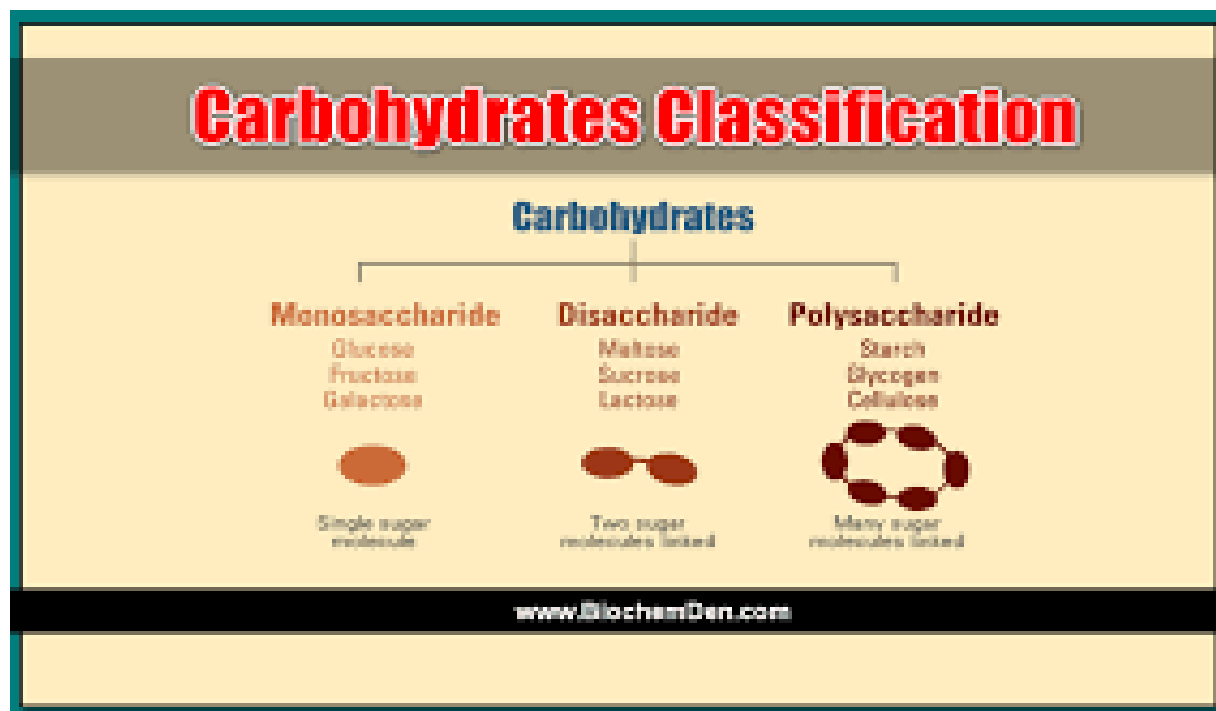 Carbohydrates Classification
Carbohydrates
Monosaccharide
Glucose
Fructose
Galactose
Single sugar
molecule
Disaccharide
Maltose
Sucrose
Lactose
Two sugar
molecules linked
Polysaccharide
Starch
Glycogen
Cellulose
Many sugar
molecules linked
www.BiochemDen.com